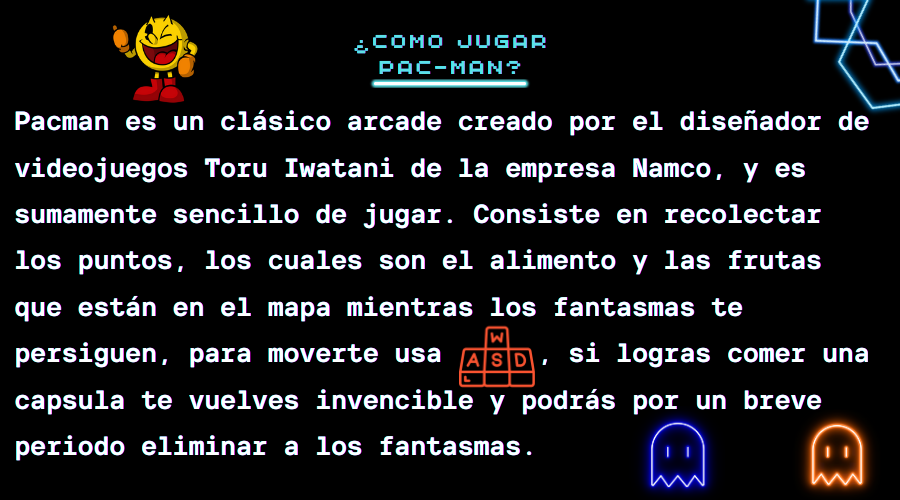 ¿COMO JUGAR
PAC-MAN?
Pacman es un clásico arcade creado por el diseñador de
videojuegos Toru Iwatani de la empresa Namco, y es
sumamente sencillo de jugar. Consiste en recolectar
los puntos, los cuales son el alimento y las frutas
que están en el mapa mientras los fantasmas te
persiguen, para moverte usa W A S D , si logras comer una
capsula te vuelves invencible y podrás por un breve
periodo eliminar a los fantasmas.